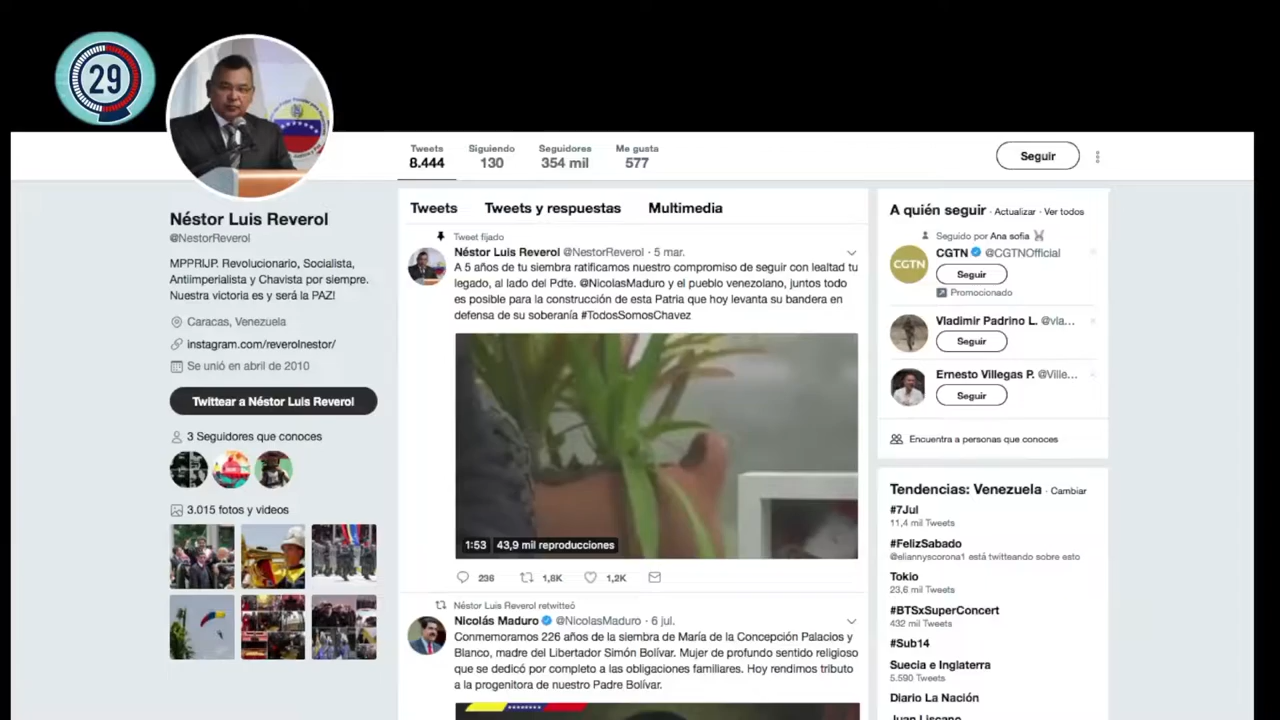 29
Tweets
8.444
Siguiendo
130
Seguidores
354 mil
Me gusta
577
Seguir
Néstor Luis Reverol
@NestorReverol
MPPRIJP. Revolucionario, Socialista,
Antiimperialista y Chavista por siempre.
Nuestra victoria es y será la PAZ!
Caracas, Venezuela
instagram.com/reverolnestor/
Se unió en abril de 2010
Twittear a Néstor Luis Reverol
3 Seguidores que conoces
3.015 fotos y videos
Tweets Tweets y respuestas Multimedia
Tweet fijado
Néstor Luis Reverol @NestorReverol · 5 mar.
A 5 años de tu siembra ratificamos nuestro compromiso de seguir con lealtad tu
legado, al lado del Pdte. @NicolasMaduro y el pueblo venezolano, juntos todo
es posible para la construcción de esta Patria que hoy levanta su bandera en
defensa de su soberanía #TodosSomosChavez
1:53 43,9 mil reproducciones
236 1,8K 1,2K
Néstor Luis Reverol retwitteó
Nicolás Maduro @NicolasMaduro · 6 jul.
Conmemoramos 226 años de la siembra de María de la Concepción Palacios y
Blanco, madre del Libertador Simón Bolívar. Mujer de profundo sentido religioso
que se dedicó por completo a las obligaciones familiares. Hoy rendimos tributo
a la progenitora de nuestro Padre Bolívar.
A quién seguir · Actualizar · Ver todos
Seguido por Ana sofia
CGTN @CGTNOfficial
CGTN
Seguir
Promocionado
Vladimir Padrino L. @vla...
Seguir
Ernesto Villegas P. @Ville...
Seguir
Encuentra a personas que conoces
Tendencias: Venezuela · Cambiar
#7Jul
11,4 mil Tweets
#FelizSabado
@eliannyscorona1 está twitteando sobre esto
Tokio
23,6 mil Tweets
#BTSxSuperConcert
432 mil Tweets
#Sub14
Suecia e Inglaterra
5.590 Tweets
Diario La Nación
Juan Liscano